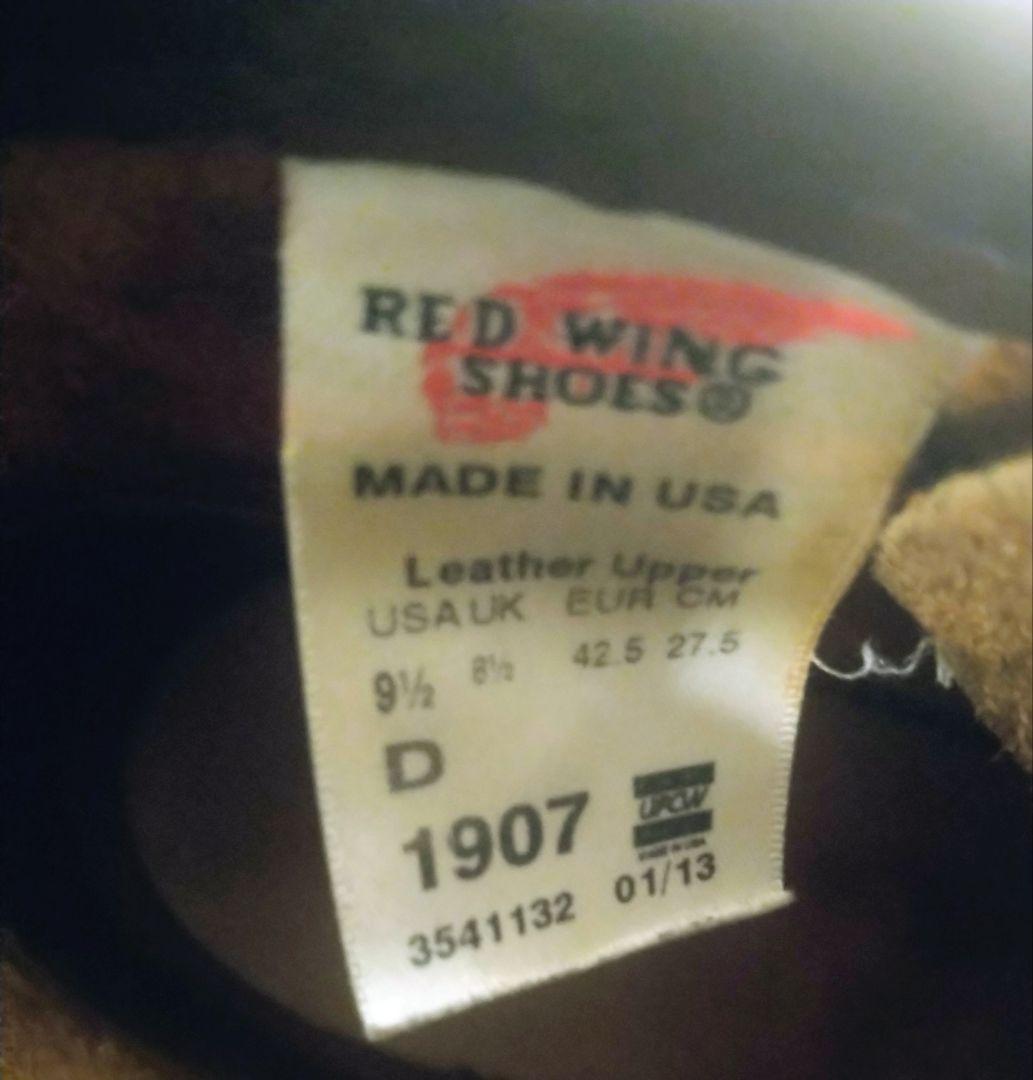 RED WING
SHOES®
MADE IN USA
Leather Upper
USA UK EUR CM
9½ 8½ 42.5 27.5
D
1907
UFCW
3541132 01/13